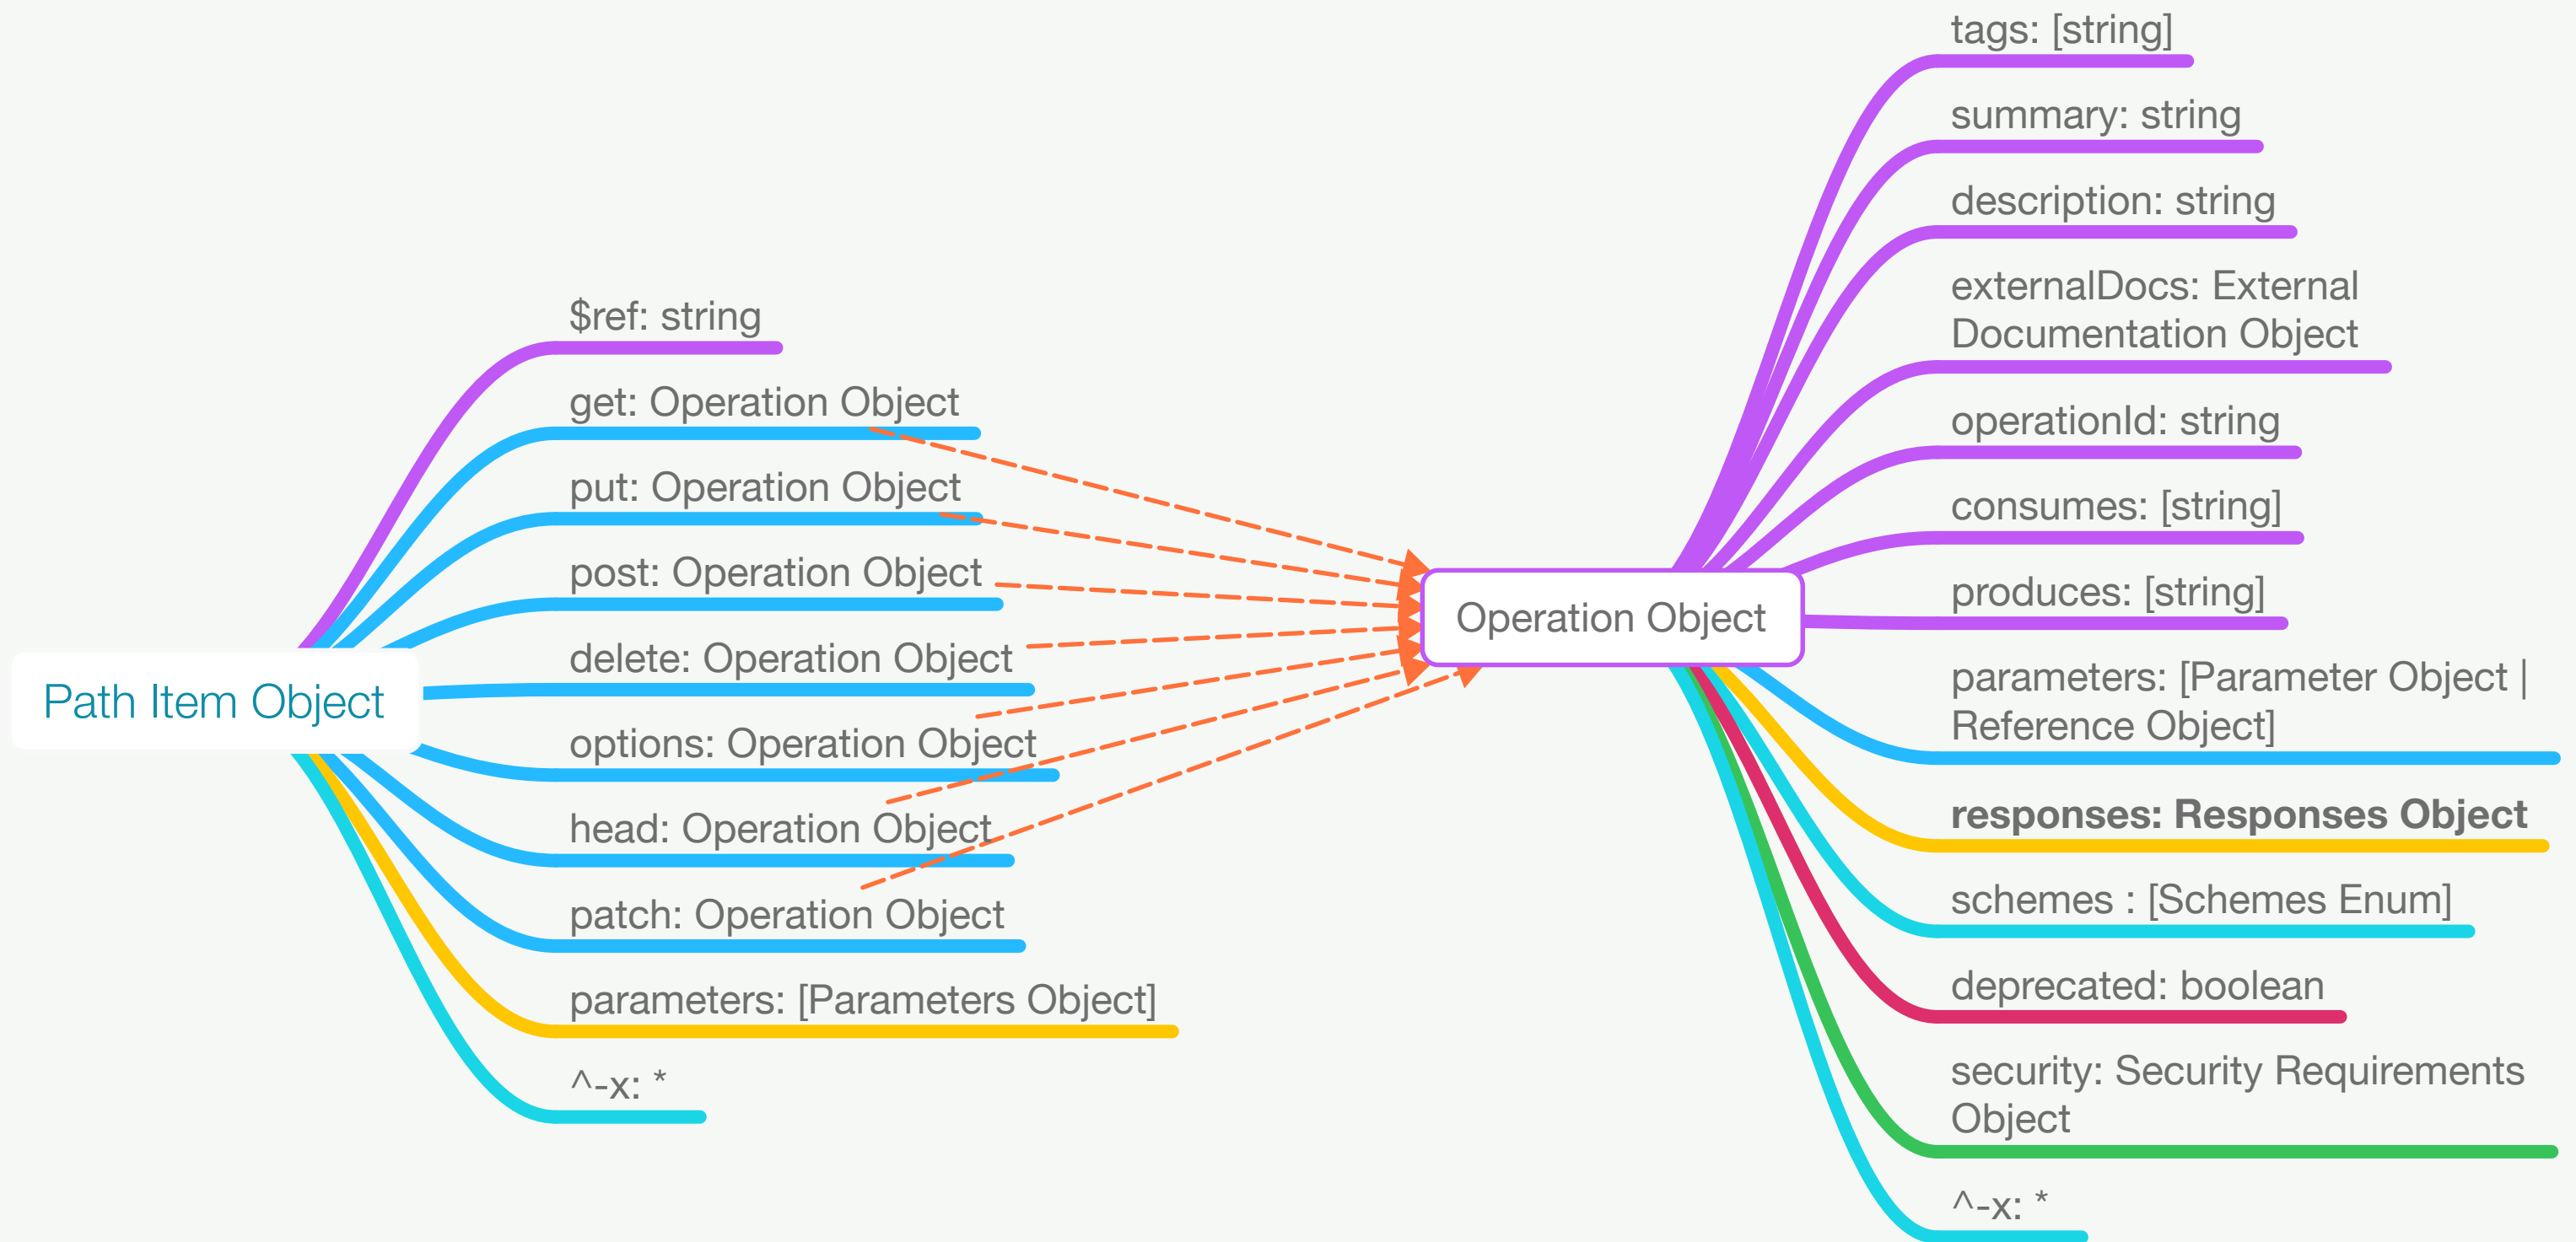 Path Item Object
$ref: string
get: Operation Object
put: Operation Object
post: Operation Object
delete: Operation Object
options: Operation Object
head: Operation Object
patch: Operation Object
parameters: [Parameters Object]
^-x: *
Operation Object
tags: [string]
summary: string
description: string
externalDocs: External
Documentation Object
operationId: string
consumes: [string]
produces: [string]
parameters: [Parameter Object |
Reference Object]
responses: Responses Object
schemes : [Schemes Enum]
deprecated: boolean
security: Security Requirements
Object
^-x: *